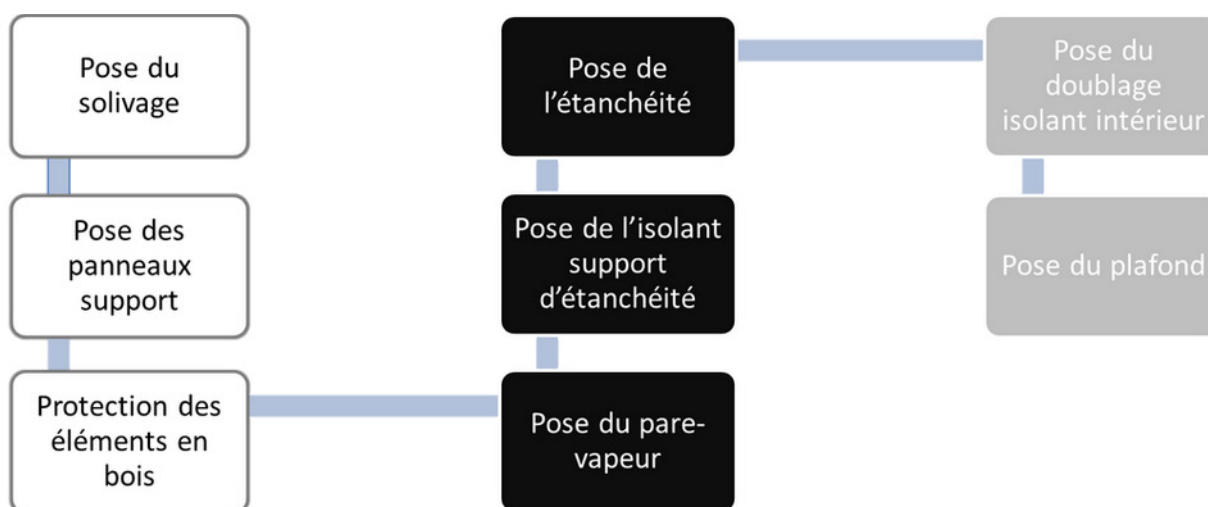 Pose du
solivage
Pose des
panneaux
support
Protection des
éléments en
bois
Pose du pare-
vapeur
Pose de l’isolant
support
d’étanchéité
Pose de
l’étanchéité
Pose du
doublage
isolant intérieur
Pose du plafond